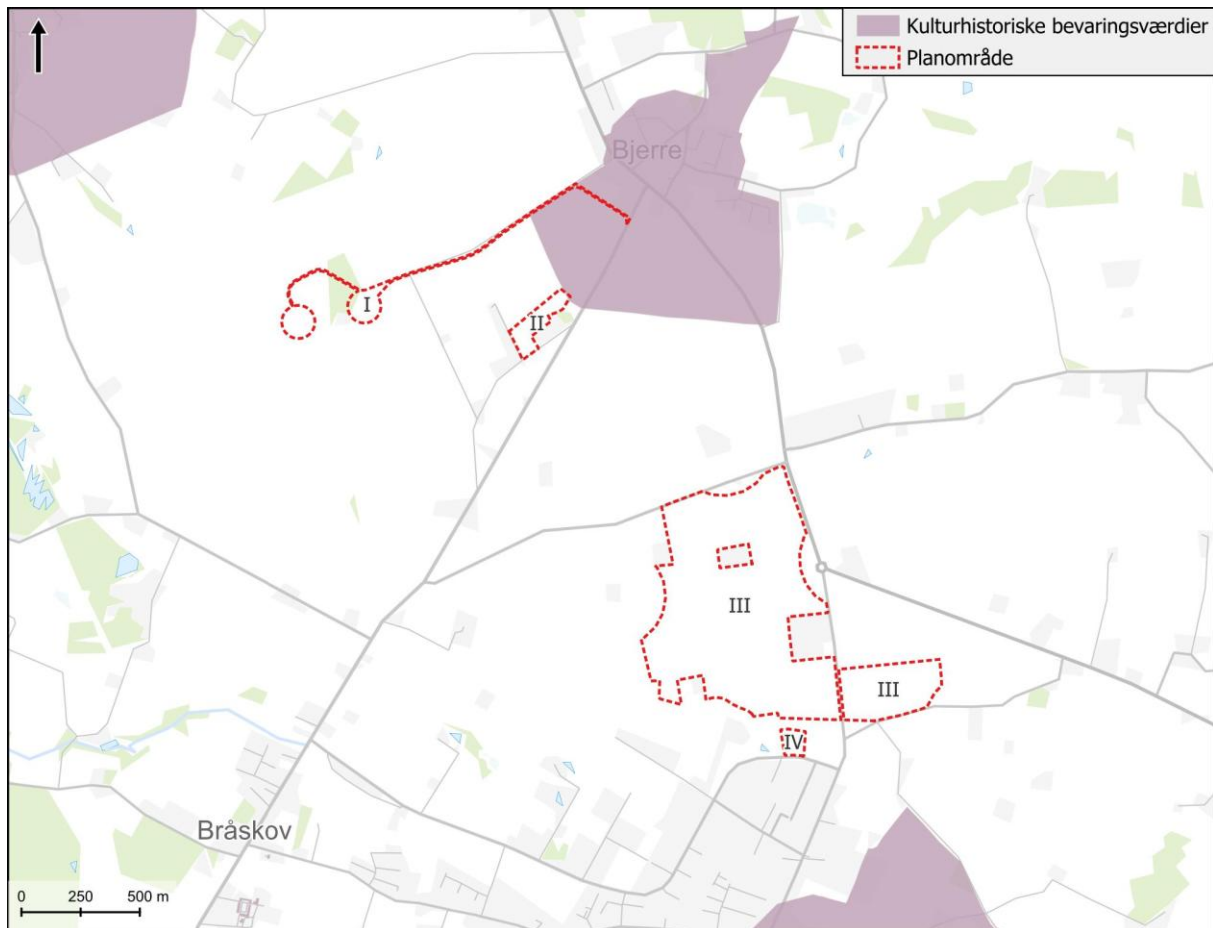 Kulturhistoriske bevaringsværdier
Planområde
Bjerre
I
II
III
III
IV
Bråskov
0 250 500 m